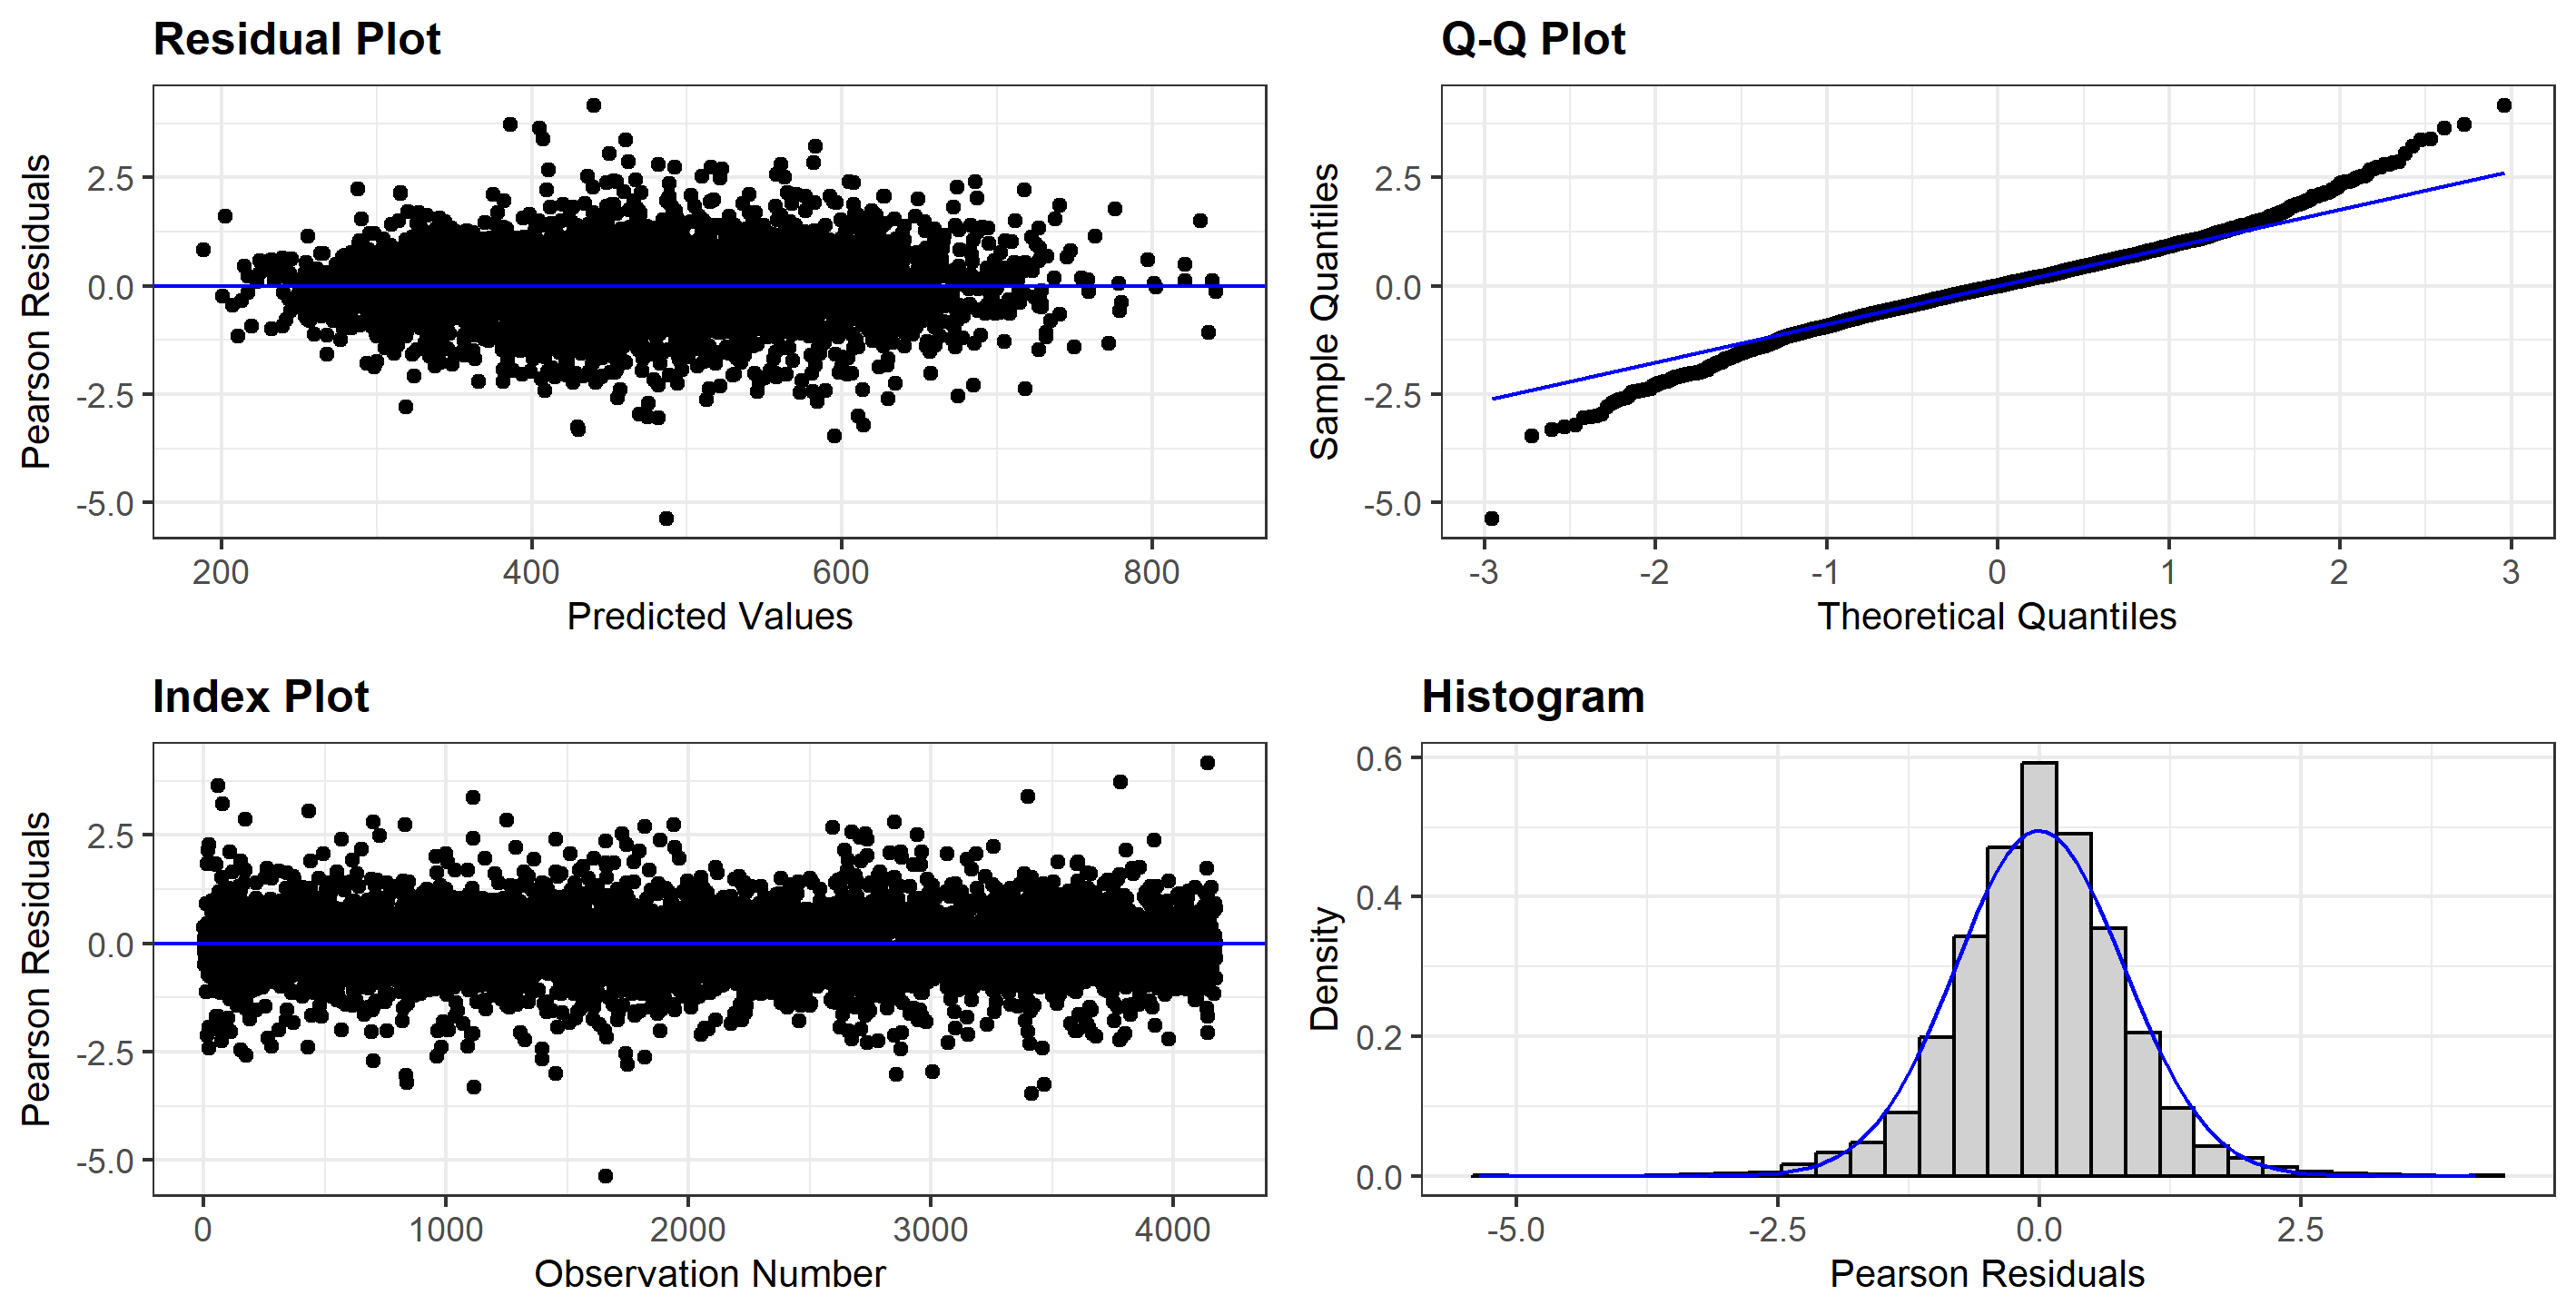 Residual Plot
Pearson Residuals
2.5
0.0
-2.5
-5.0
200 400 600 800
Predicted Values
Q-Q Plot
Sample Quantiles
2.5
0.0
-2.5
-5.0
-3 -2 -1 0 1 2 3
Theoretical Quantiles
Index Plot
Pearson Residuals
2.5
0.0
-2.5
-5.0
0 1000 2000 3000 4000
Observation Number
Histogram
Density
0.6
0.4
0.2
0.0
-5.0 -2.5 0.0 2.5
Pearson Residuals